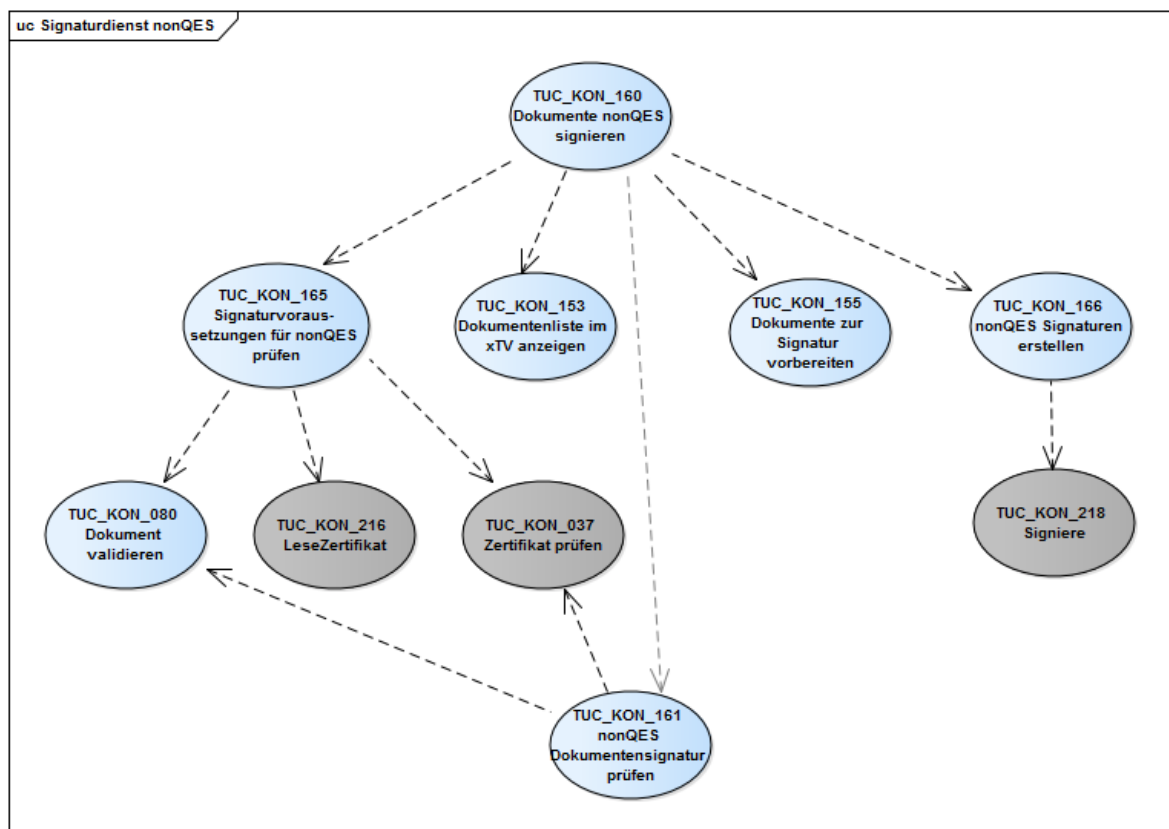 uc Signaturdienst nonQES
TUC_KON_160
Dokumente nonQES
signieren
TUC_KON_165
Signaturvoraus-
setzungen für nonQES
prüfen
TUC_KON_153
Dokumentenliste im
xTV anzeigen
TUC_KON_155
Dokumente zur
Signatur
vorbereiten
TUC_KON_166
nonQES Signaturen
erstellen
TUC_KON_080
Dokument
validieren
TUC_KON_216
LeseZertifikat
TUC_KON_037
Zertifikat prüfen
TUC_KON_218
Signiere
TUC_KON_161
nonQES
Dokumentensignatur
prüfen